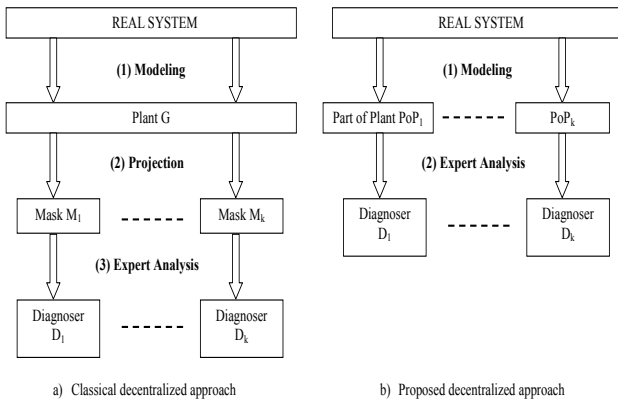 REAL SYSTEM
(1) Modeling
Plant G
(2) Projection
Mask M1
Mask Mk
(3) Expert Analysis
Diagnoser
D1
Diagnoser
Dk
a) Classical decentralized approach
REAL SYSTEM
(1) Modeling
Part of Plant PoP1
PoPk
(2) Expert Analysis
Diagnoser
D1
Diagnoser
Dk
b) Proposed decentralized approach